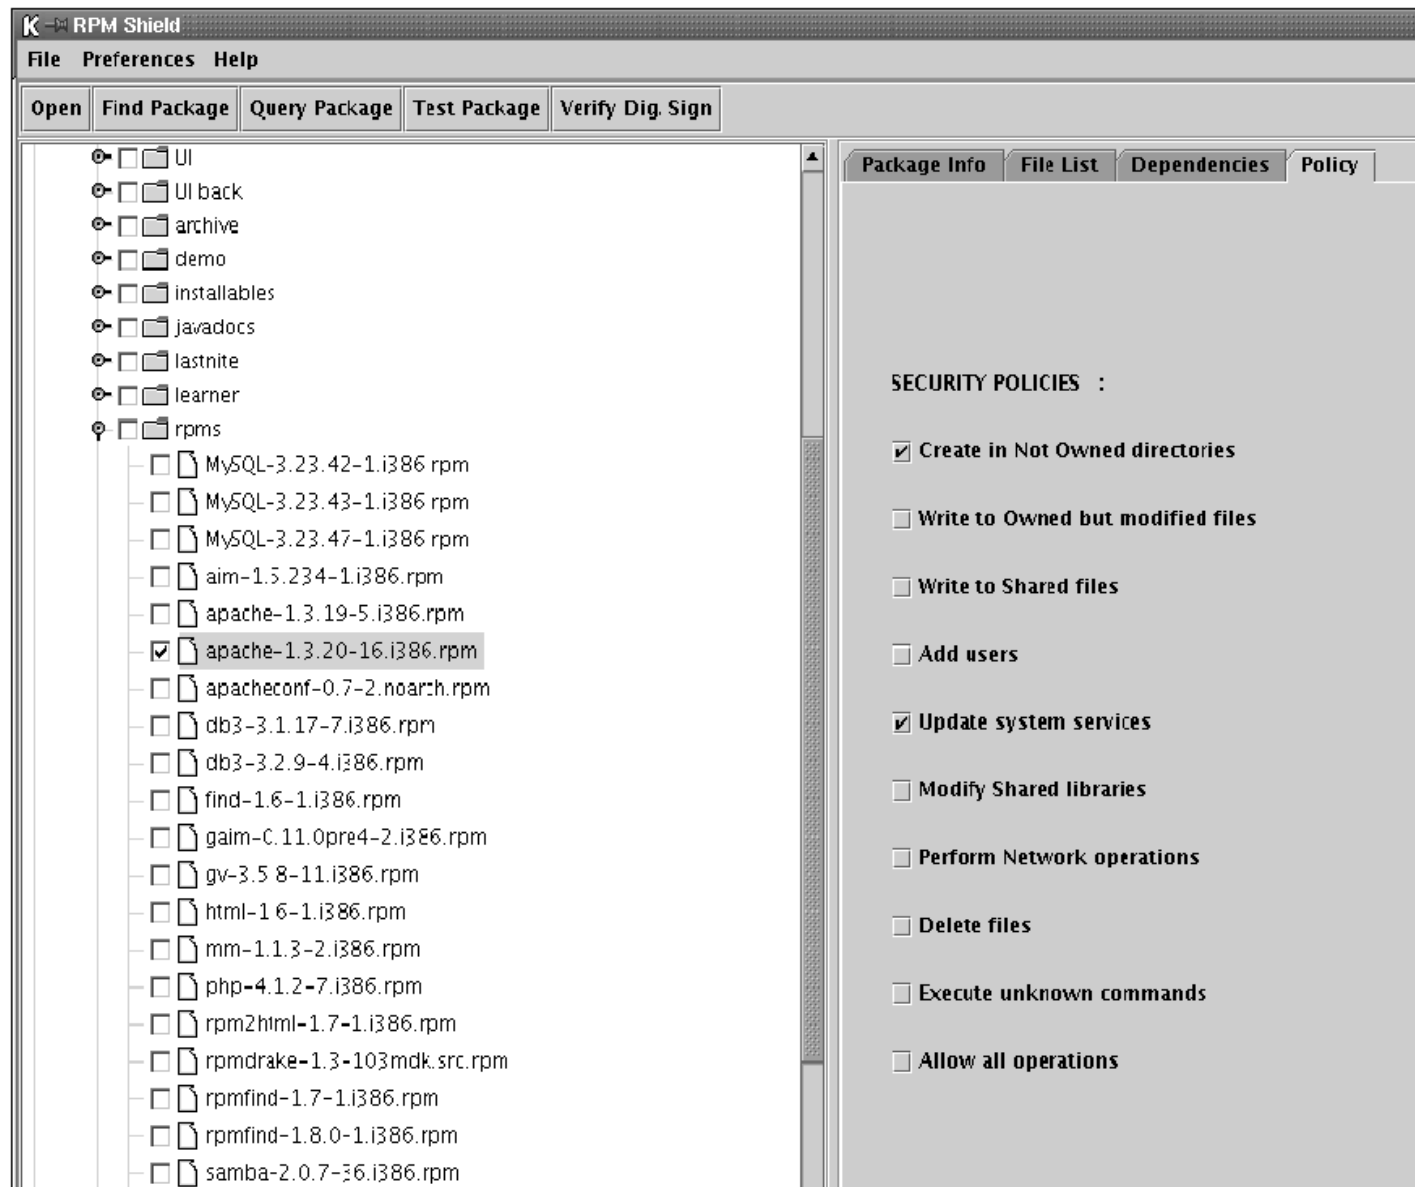 RPM Shield
File Preferences Help
Open Find Package Query Package Test Package Verify Dig. Sign
UI
UI back
archive
demo
installables
javadocs
lastnite
learner
rpms
MySQL-3.23.42-1.i386 rpm
MySQL-3.23.43-1.i386 rpm
MySQL-3.23.47-1.i386 rpm
aim-1.5.234-1.i386.rpm
apache-1.3.19-5.i386.rpm
apache-1.3.20-16.i386.rpm
apacheconf-0.7-2.noarch.rpm
db3-3.1.17-7.i386.rpm
db3-3.2.9-4.i386.rpm
find-1.6-1.i386.rpm
gaim-0.11.0pre4-2.i386.rpm
gv-3.5 8-11.i386.rpm
html-1 6-1.i386.rpm
mm-1.1.3-2.i386.rpm
php-4.1.2-7.i386.rpm
rpm2html-1.7-1.i386.rpm
rpmdrake-1.3-103mdk.src.rpm
rpmfind-1.7-1.i386.rpm
rpmfind-1.8.0-1.i386.rpm
samba-2.0.7-36.i386.rpm
Package Info File List Dependencies Policy
SECURITY POLICIES :
Create in Not Owned directories
Write to Owned but modified files
Write to Shared files
Add users
Update system services
Modify Shared libraries
Perform Network operations
Delete files
Execute unknown commands
Allow all operations